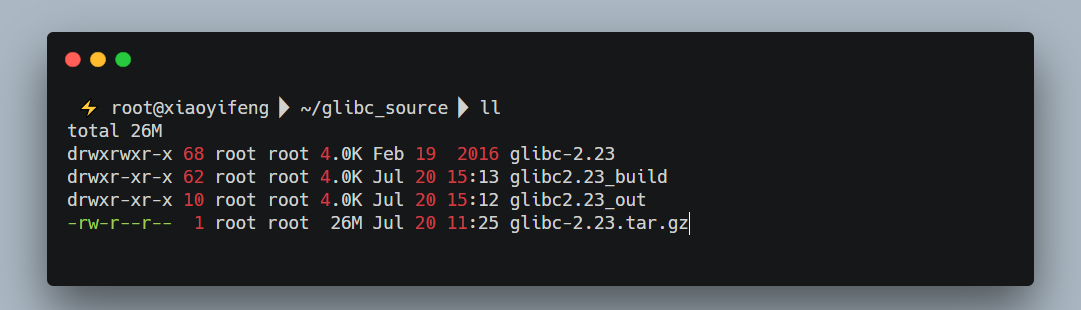 ⚡ root@xiaoyifeng ~/glibc_source ll
total 26M
drwxrwxr-x 68 root root 4.0K Feb 19  2016 glibc-2.23
drwxr-xr-x 62 root root 4.0K Jul 20 15:13 glibc2.23_build
drwxr-xr-x 10 root root 4.0K Jul 20 15:12 glibc2.23_out
-rw-r--r--  1 root root  26M Jul 20 11:25 glibc-2.23.tar.gz